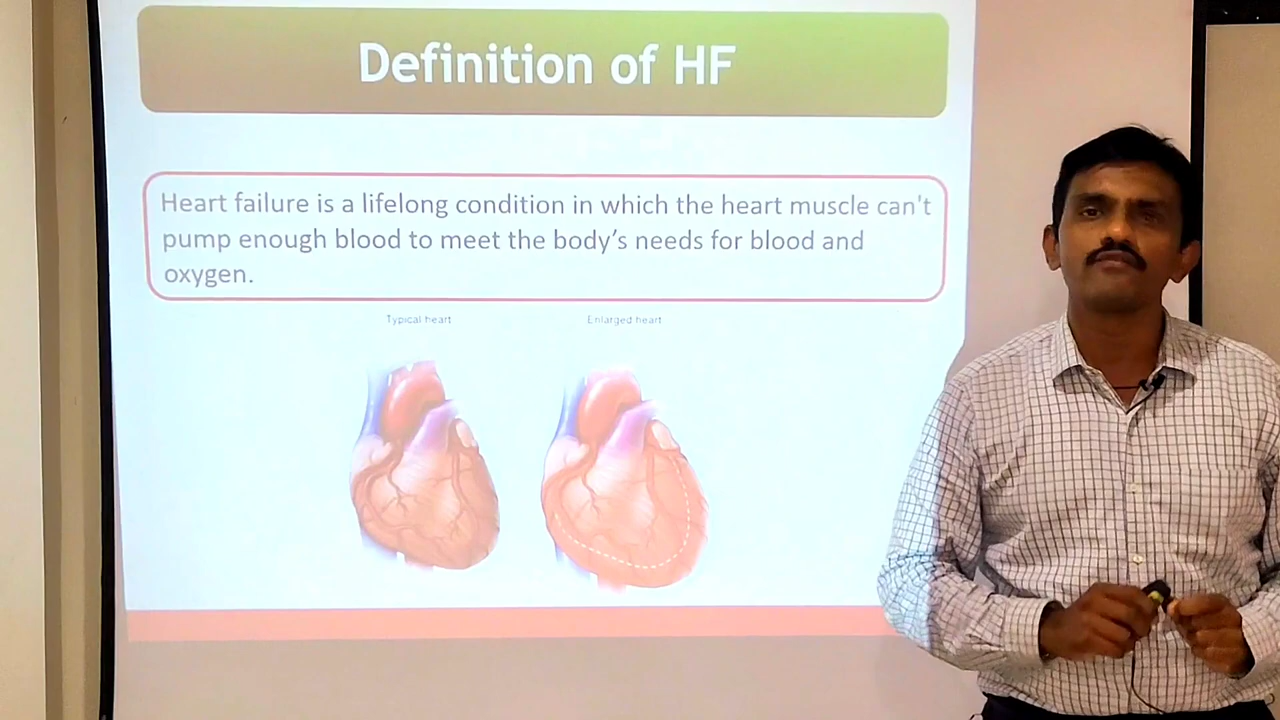 Definition of HF
Heart failure is a lifelong condition in which the heart muscle can't
pump enough blood to meet the body’s needs for blood and
oxygen.
Typical heart
Enlarged heart